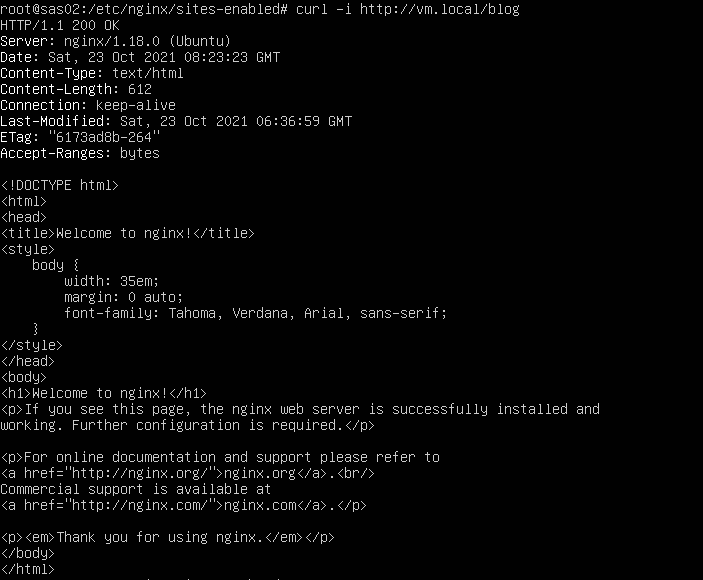 root@sas02:/etc/nginx/sites-enabled# curl -i http://vm.local/blog
HTTP/1.1 200 OK
Server: nginx/1.18.0 (Ubuntu)
Date: Sat, 23 Oct 2021 08:23:23 GMT
Content-Type: text/html
Content-Length: 612
Connection: keep-alive
Last-Modified: Sat, 23 Oct 2021 06:36:59 GMT
ETag: "6173ad8b-264"
Accept-Ranges: bytes

<!DOCTYPE html>
<html>
<head>
<title>Welcome to nginx!</title>
<style>
    body {
        width: 35em;
        margin: 0 auto;
        font-family: Tahoma, Verdana, Arial, sans-serif;
    }
</style>
</head>
<body>
<h1>Welcome to nginx!</h1>
<p>If you see this page, the nginx web server is successfully installed and
working. Further configuration is required.</p>

<p>For online documentation and support please refer to
<a href="http://nginx.org/">nginx.org</a>.<br/>
Commercial support is available at
<a href="http://nginx.com/">nginx.com</a>.</p>

<p><em>Thank you for using nginx.</em></p>
</body>
</html>